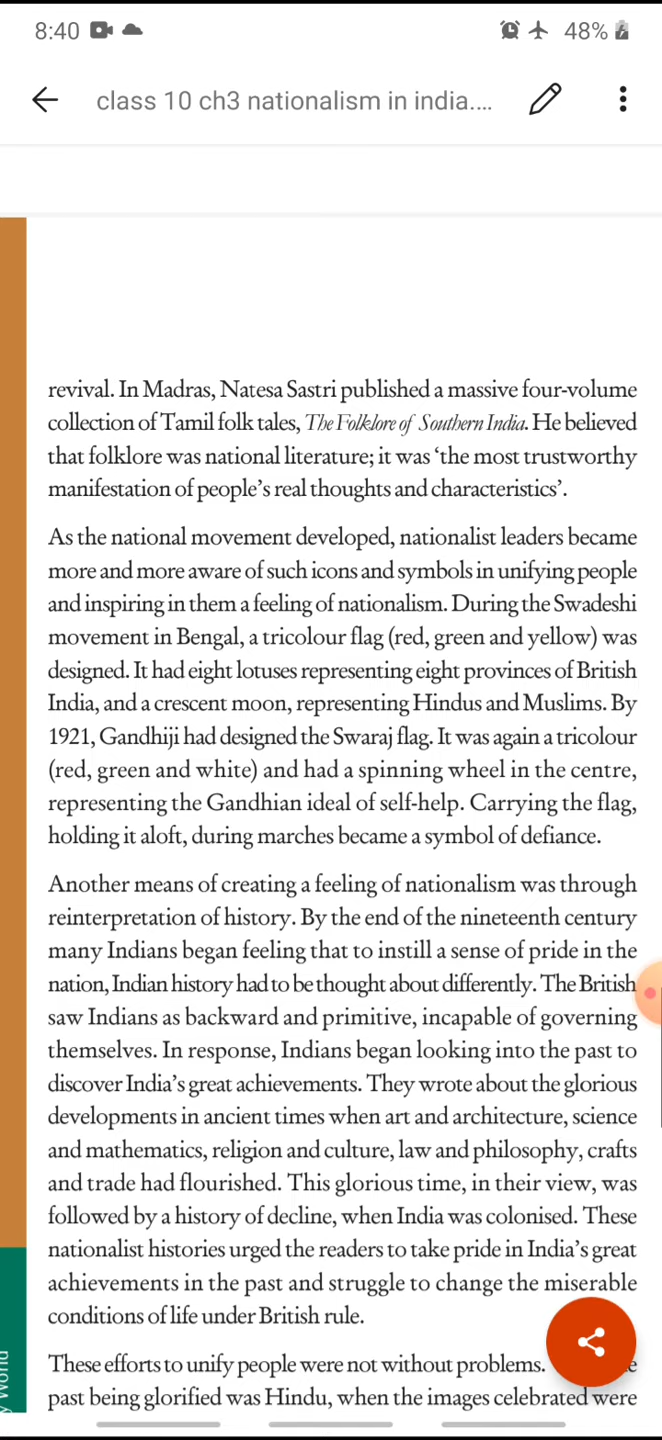 8:40
48%
class 10 ch3 nationalism in india....
revival. In Madras, Natesa Sastri published a massive four-volume
collection of Tamil folk tales, The Folklore of Southern India. He believed
that folklore was national literature; it was ‘the most trustworthy
manifestation of people’s real thoughts and characteristics’.
As the national movement developed, nationalist leaders became
more and more aware of such icons and symbols in unifying people
and inspiring in them a feeling of nationalism. During the Swadeshi
movement in Bengal, a tricolour flag (red, green and yellow) was
designed. It had eight lotuses representing eight provinces of British
India, and a crescent moon, representing Hindus and Muslims. By
1921, Gandhiji had designed the Swaraj flag. It was again a tricolour
(red, green and white) and had a spinning wheel in the centre,
representing the Gandhian ideal of self-help. Carrying the flag,
holding it aloft, during marches became a symbol of defiance.
Another means of creating a feeling of nationalism was through
reinterpretation of history. By the end of the nineteenth century
many Indians began feeling that to instill a sense of pride in the
nation, Indian history had to be thought about differently. The British
saw Indians as backward and primitive, incapable of governing
themselves. In response, Indians began looking into the past to
discover India’s great achievements. They wrote about the glorious
developments in ancient times when art and architecture, science
and mathematics, religion and culture, law and philosophy, crafts
and trade had flourished. This glorious time, in their view, was
followed by a history of decline, when India was colonised. These
nationalist histories urged the readers to take pride in India’s great
achievements in the past and struggle to change the miserable
conditions of life under British rule.
These efforts to unify people were not without problems.
past being glorified was Hindu, when the images celebrated were
World